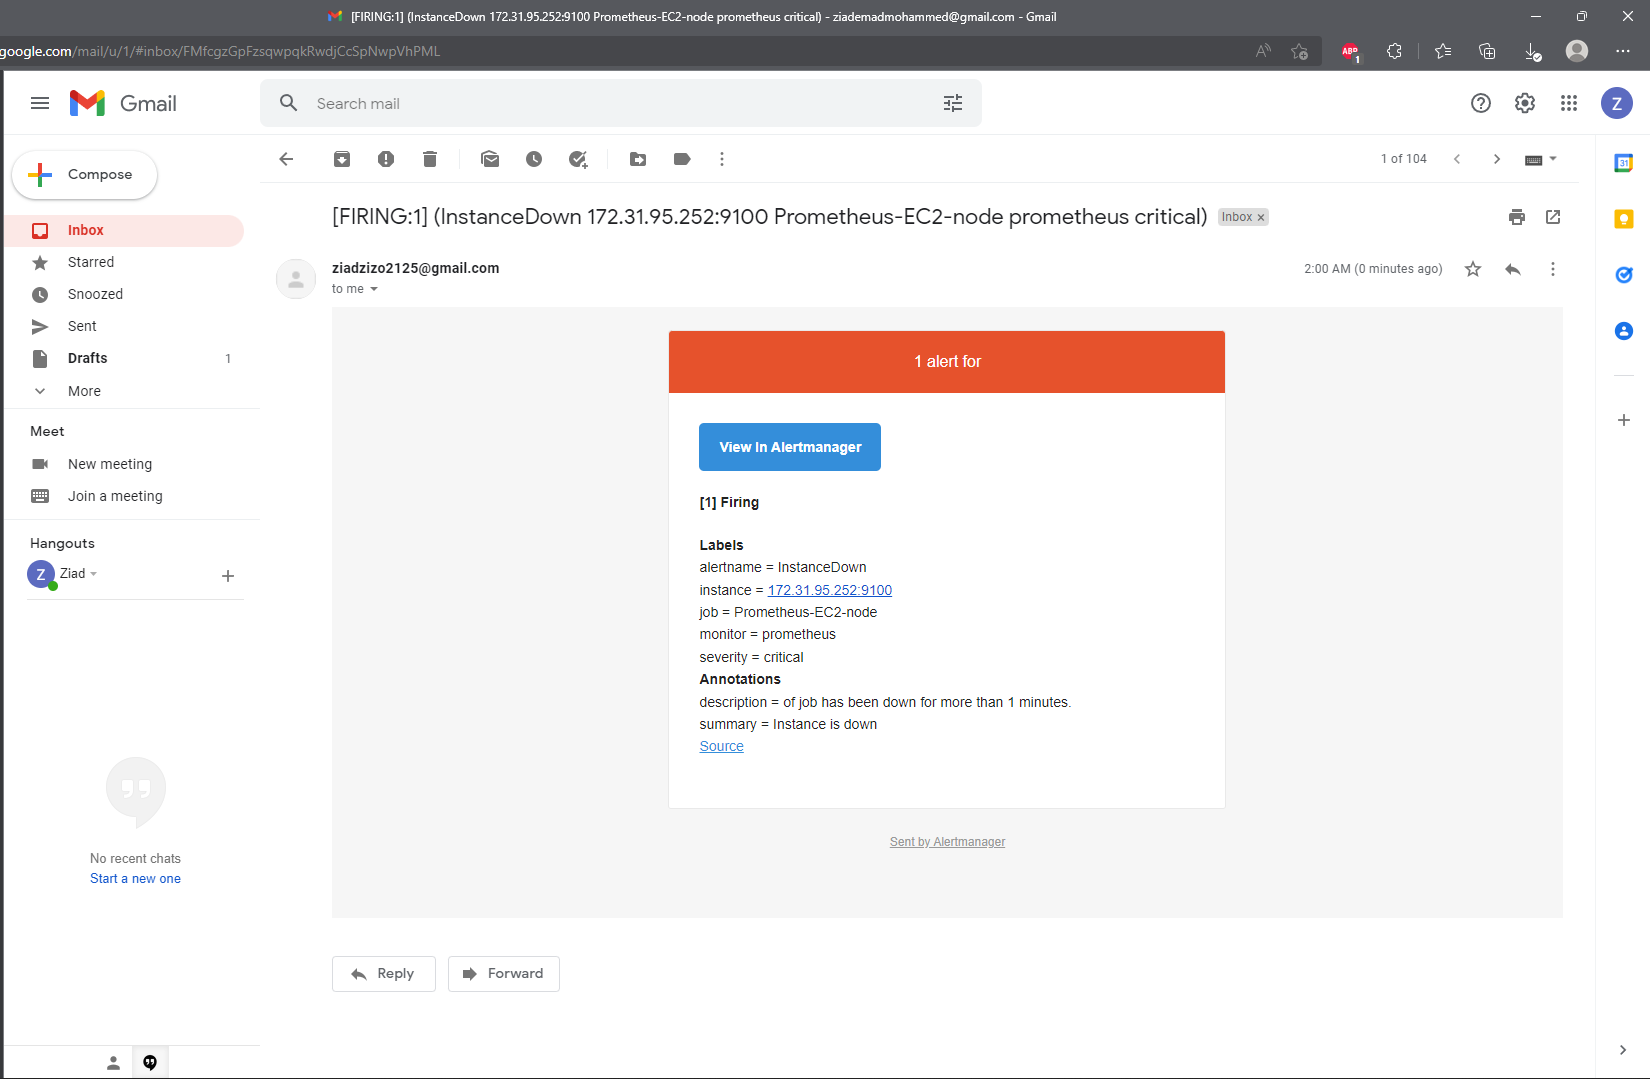 [FIRING:1] (InstanceDown 172.31.95.252:9100 Prometheus-EC2-node prometheus critical) - ziademadmohammed@gmail.com - Gmail
google.com/mail/u/1/#inbox/FMfcgzGpFzsqwpqkRwdjCcSpNwpVhPML
ABP
1
Gmail
Search mail
Z
Compose
1 of 104
31
[FIRING:1] (InstanceDown 172.31.95.252:9100 Prometheus-EC2-node prometheus critical)
Inbox ×
Inbox
Starred
Snoozed
Sent
Drafts 1
More
Meet
New meeting
Join a meeting
Hangouts
Z Ziad
No recent chats
Start a new one
ziadzizo2125@gmail.com
2:00 AM (0 minutes ago)
to me
1 alert for
View In Alertmanager
[1] Firing
Labels
alertname = InstanceDown
instance = 172.31.95.252:9100
job = Prometheus-EC2-node
monitor = prometheus
severity = critical
Annotations
description = of job has been down for more than 1 minutes.
summary = Instance is down
Source
Sent by Alertmanager
Reply
Forward